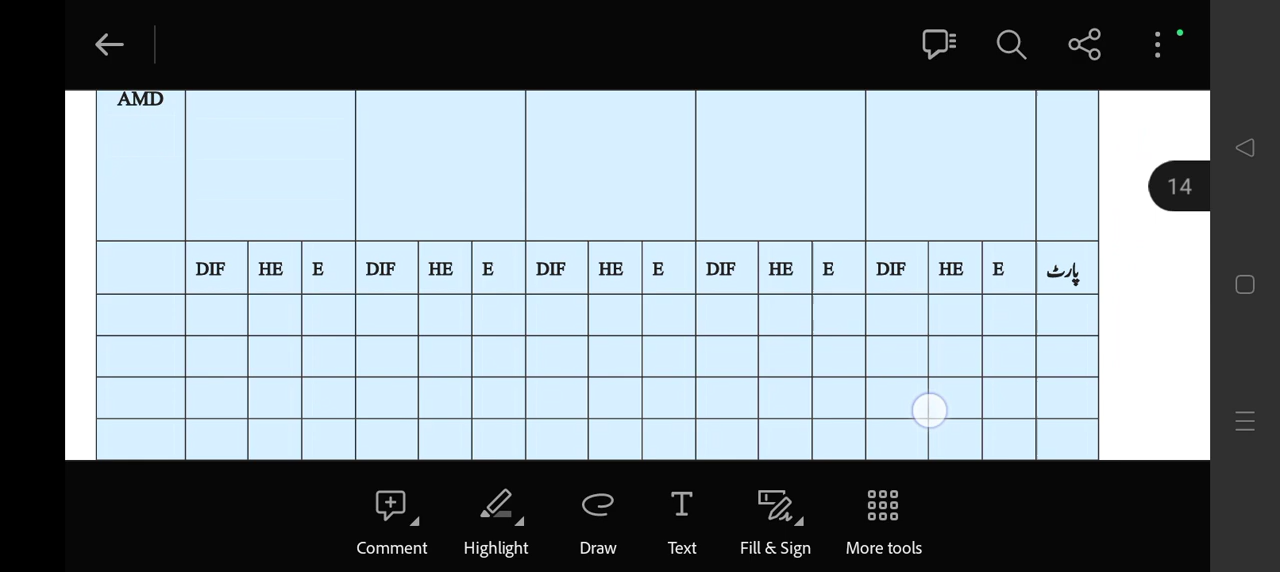 AMD
14
DIF HE E DIF HE E DIF HE E DIF HE E DIF HE E پارٹ
Comment Highlight Draw Text Fill & Sign More tools